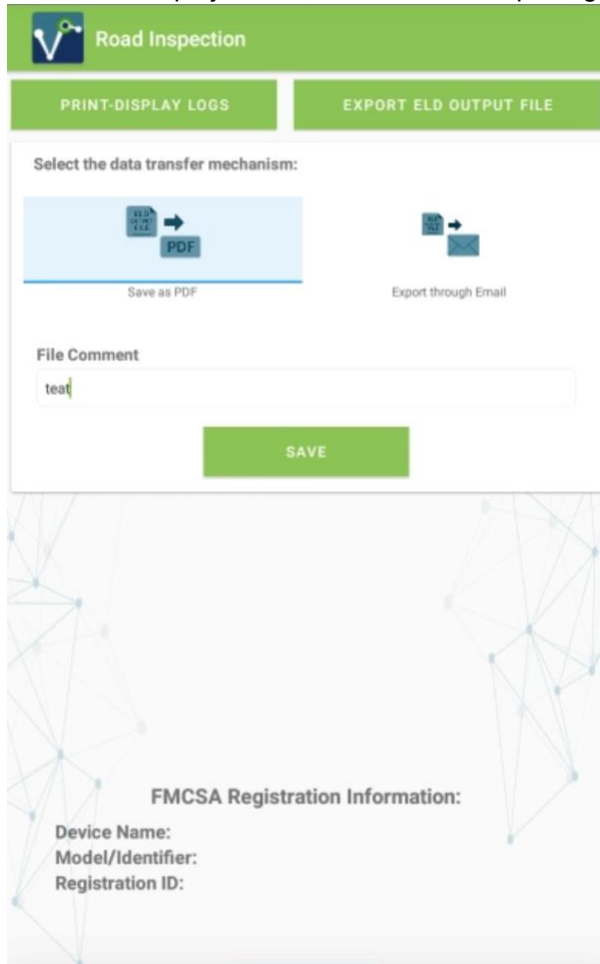 Road Inspection
PRINT-DISPLAY LOGS
EXPORT ELD OUTPUT FILE
Select the data transfer mechanism:
PDF
Save as PDF
Export through Email
File Comment
teat
SAVE
FMCSA Registration Information:
Device Name:
Model/Identifier:
Registration ID: